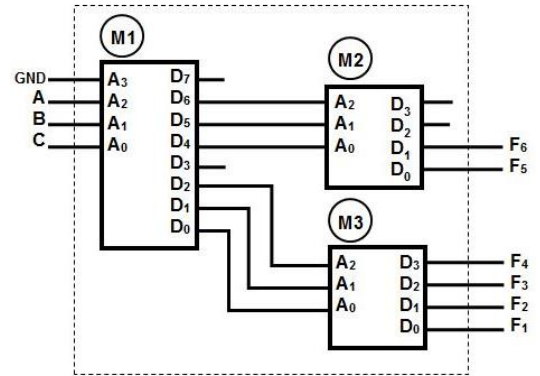 M1
GND A3 D7
A A2 D6
B A1 D5
C A0 D4
D3
D2
D1
D0
M2
A2 D3
A1 D2
A0 D1 F6
D0 F5
M3
A2 D3 F4
A1 D2 F3
A0 D1 F2
D0 F1